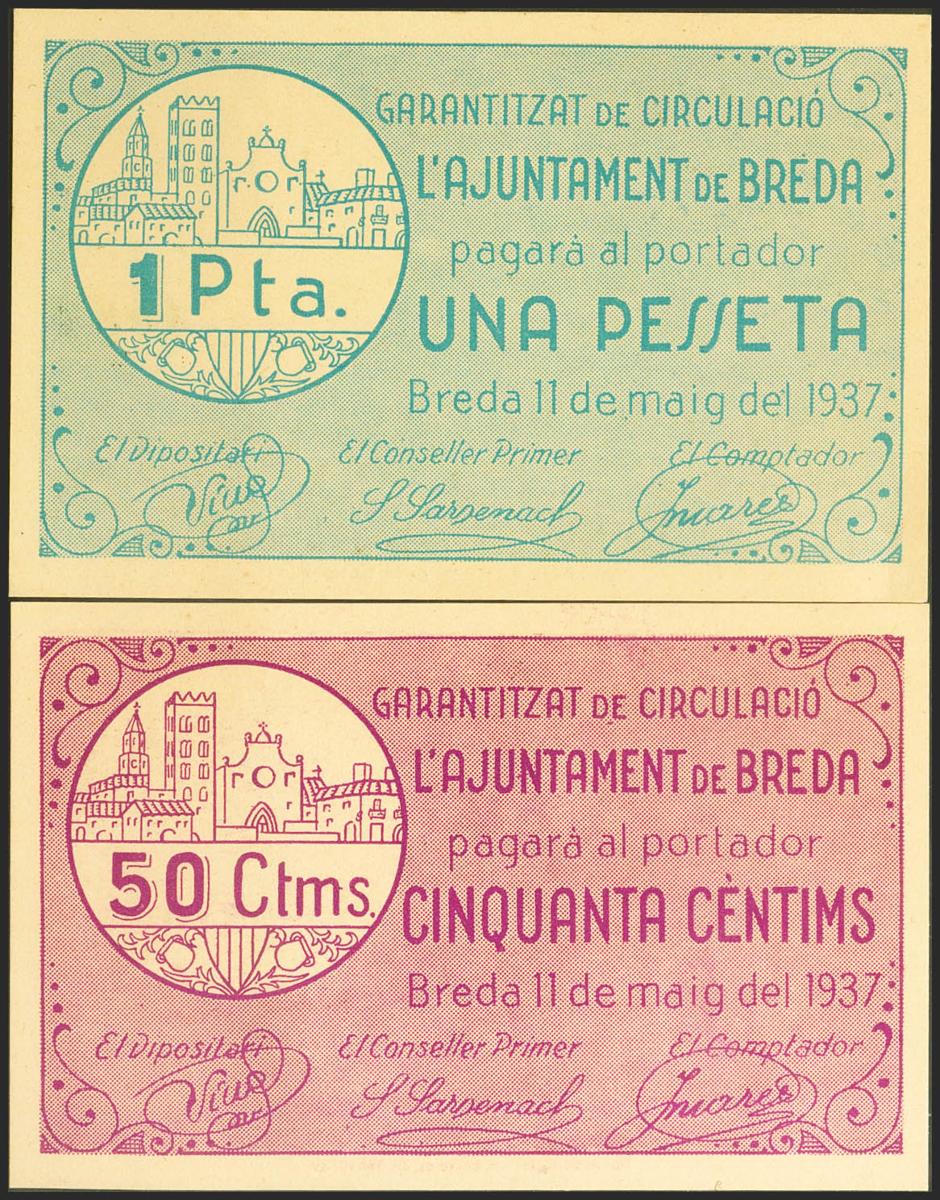 GARANTITZAT DE CIRCULACIÓ
L'AJUNTAMENT DE BREDA
pagarà al portador
1 Pta.
UNA PESSETA
Breda 11 de maig del 1937
El Dipositari
El Conseller Primer
El Comptador
GARANTITZAT DE CIRCULACIÓ
L'AJUNTAMENT DE BREDA
pagarà al portador
50 Ctms.
CINQUANTA CÈNTIMS
Breda 11 de maig del 1937
El Dipositari
El Conseller Primer
El Comptador